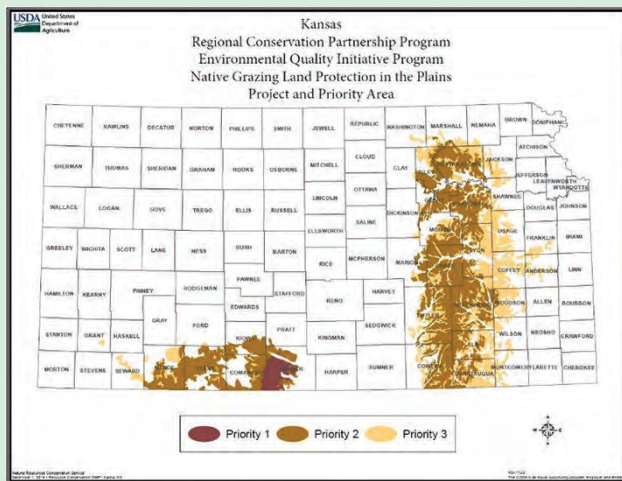 USDA United States
Department of
Agriculture
Kansas
Regional Conservation Partnership Program
Environmental Quality Initiative Program
Native Grazing Land Protection in the Plains
Project and Priority Area
CHEYENNE RAWLINS DECATUR NORTON PHILLIPS SMITH JEWELL REPUBLIC WASHINGTON MARSHALL NEMAHA BROWN DONIPHAN
SHERMAN THOMAS SHERIDAN GRAHAM ROOKS OSBORNE MITCHELL CLOUD CLAY JACKSON ATCHISON
JEFFERSON LEAVENWORTH WYANDOTTE
WALLACE LOGAN GOVE TREGO ELLIS RUSSELL LINCOLN OTTAWA DICKINSON SHAWNEE DOUGLAS JOHNSON
ELLSWORTH SALINE
GREELEY WICHITA SCOTT LANE NESS RUSH BARTON RICE MCPHERSON MARION OSAGE FRANKLIN MIAMI
HAMILTON KEARNY FINNEY HODGMAN PAWNEE STAFFORD RENO HARVEY COFFEY ANDERSON LINN
EDWARDS
STANTON GRANT HASKELL GRAY FORD PRATT KINGMAN SEDGWICK WOODSON ALLEN BOURBON
WILSON NEOSHO CRAWFORD
MORTON STEVENS SEWARD HARPER SUMNER MONTGOMERY LABETTE CHEROKEE
Priority 1 Priority 2 Priority 3
Natural Resources Conservation Service